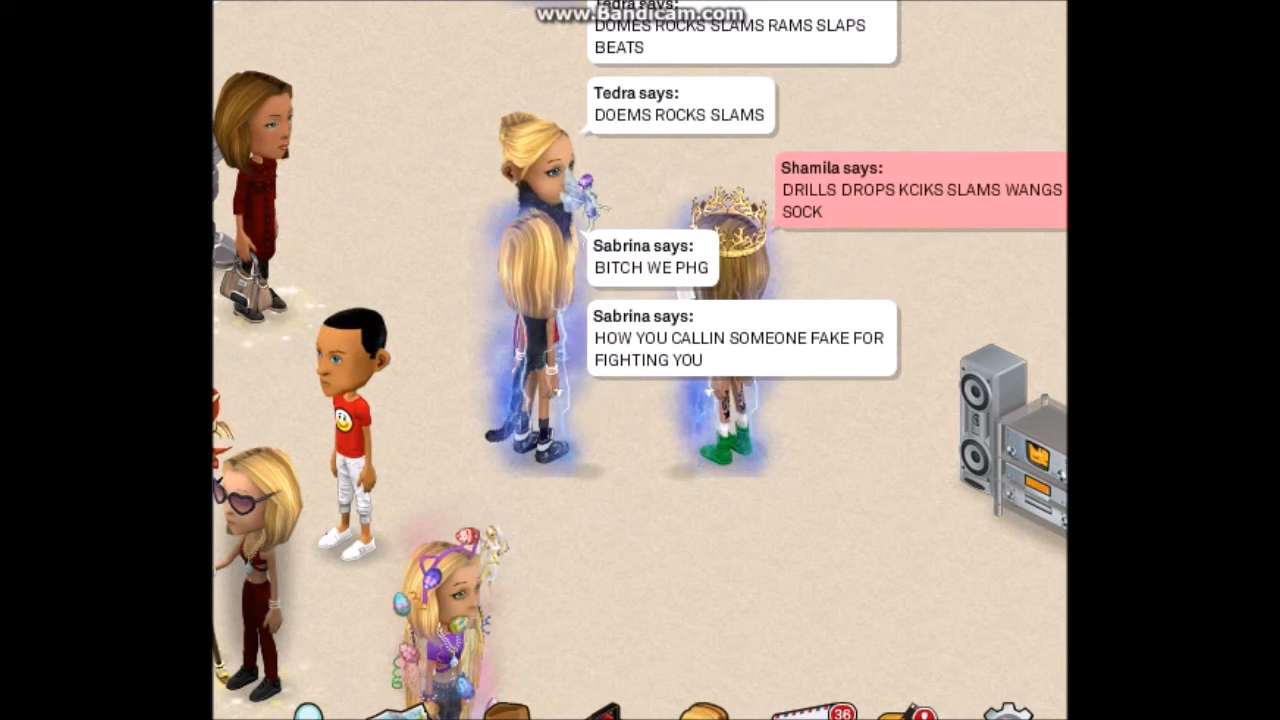 www.Bandicam.com
Tedra says:
DOMES ROCKS SLAMS RAMS SLAPS
BEATS
Tedra says:
DOEMS ROCKS SLAMS
Shamila says:
DRILLS DROPS KCIKS SLAMS WANGS
SOCK
Sabrina says:
BITCH WE PHG
Sabrina says:
HOW YOU CALLIN SOMEONE FAKE FOR
FIGHTING YOU
36